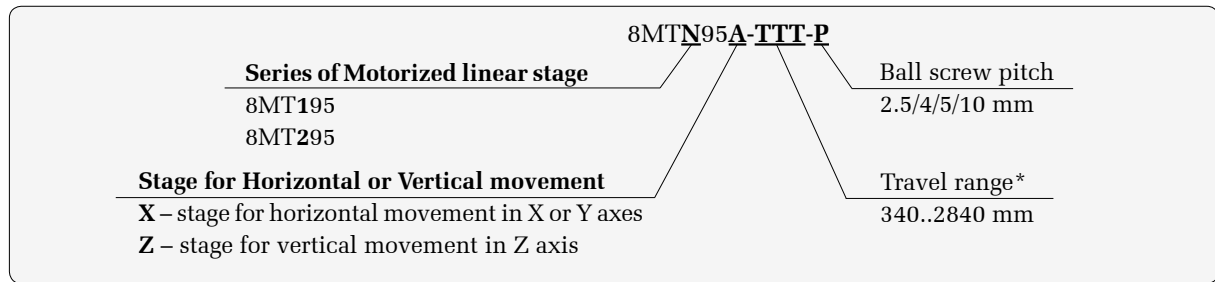 8MTN95A-TTT-P
Series of Motorized linear stage
8MT195
8MT295
Ball screw pitch
2.5/4/5/10 mm
Stage for Horizontal or Vertical movement
X – stage for horizontal movement in X or Y axes
Z – stage for vertical movement in Z axis
Travel range*
340..2840 mm